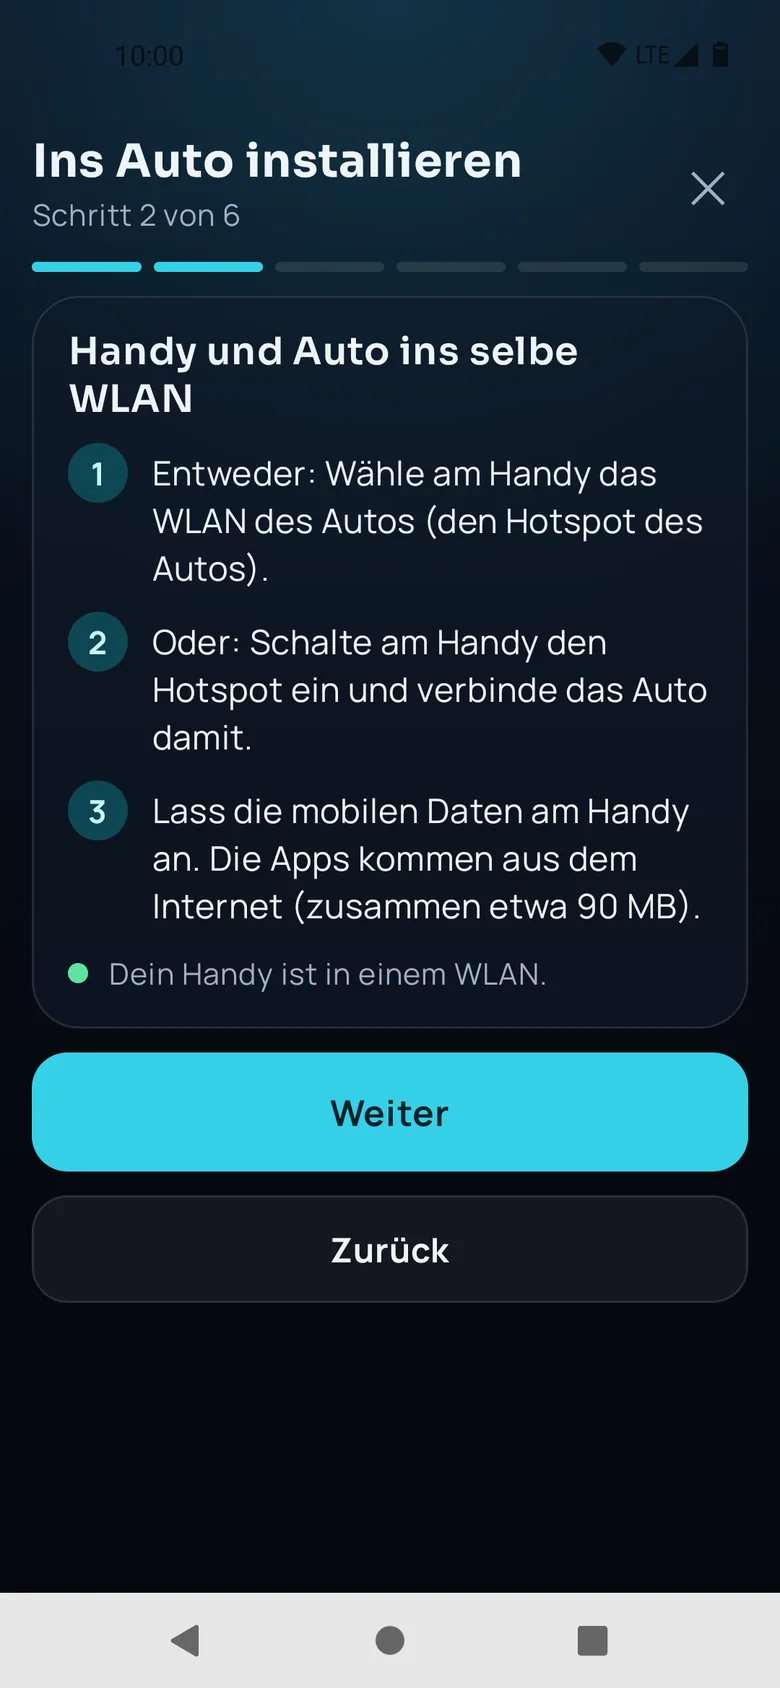 10:00
LTE
Ins Auto installieren
Schritt 2 von 6
Handy und Auto ins selbe
WLAN
1 Entweder: Wähle am Handy das
WLAN des Autos (den Hotspot des
Autos).
2 Oder: Schalte am Handy den
Hotspot ein und verbinde das Auto
damit.
3 Lass die mobilen Daten am Handy
an. Die Apps kommen aus dem
Internet (zusammen etwa 90 MB).
Dein Handy ist in einem WLAN.
Weiter
Zurück